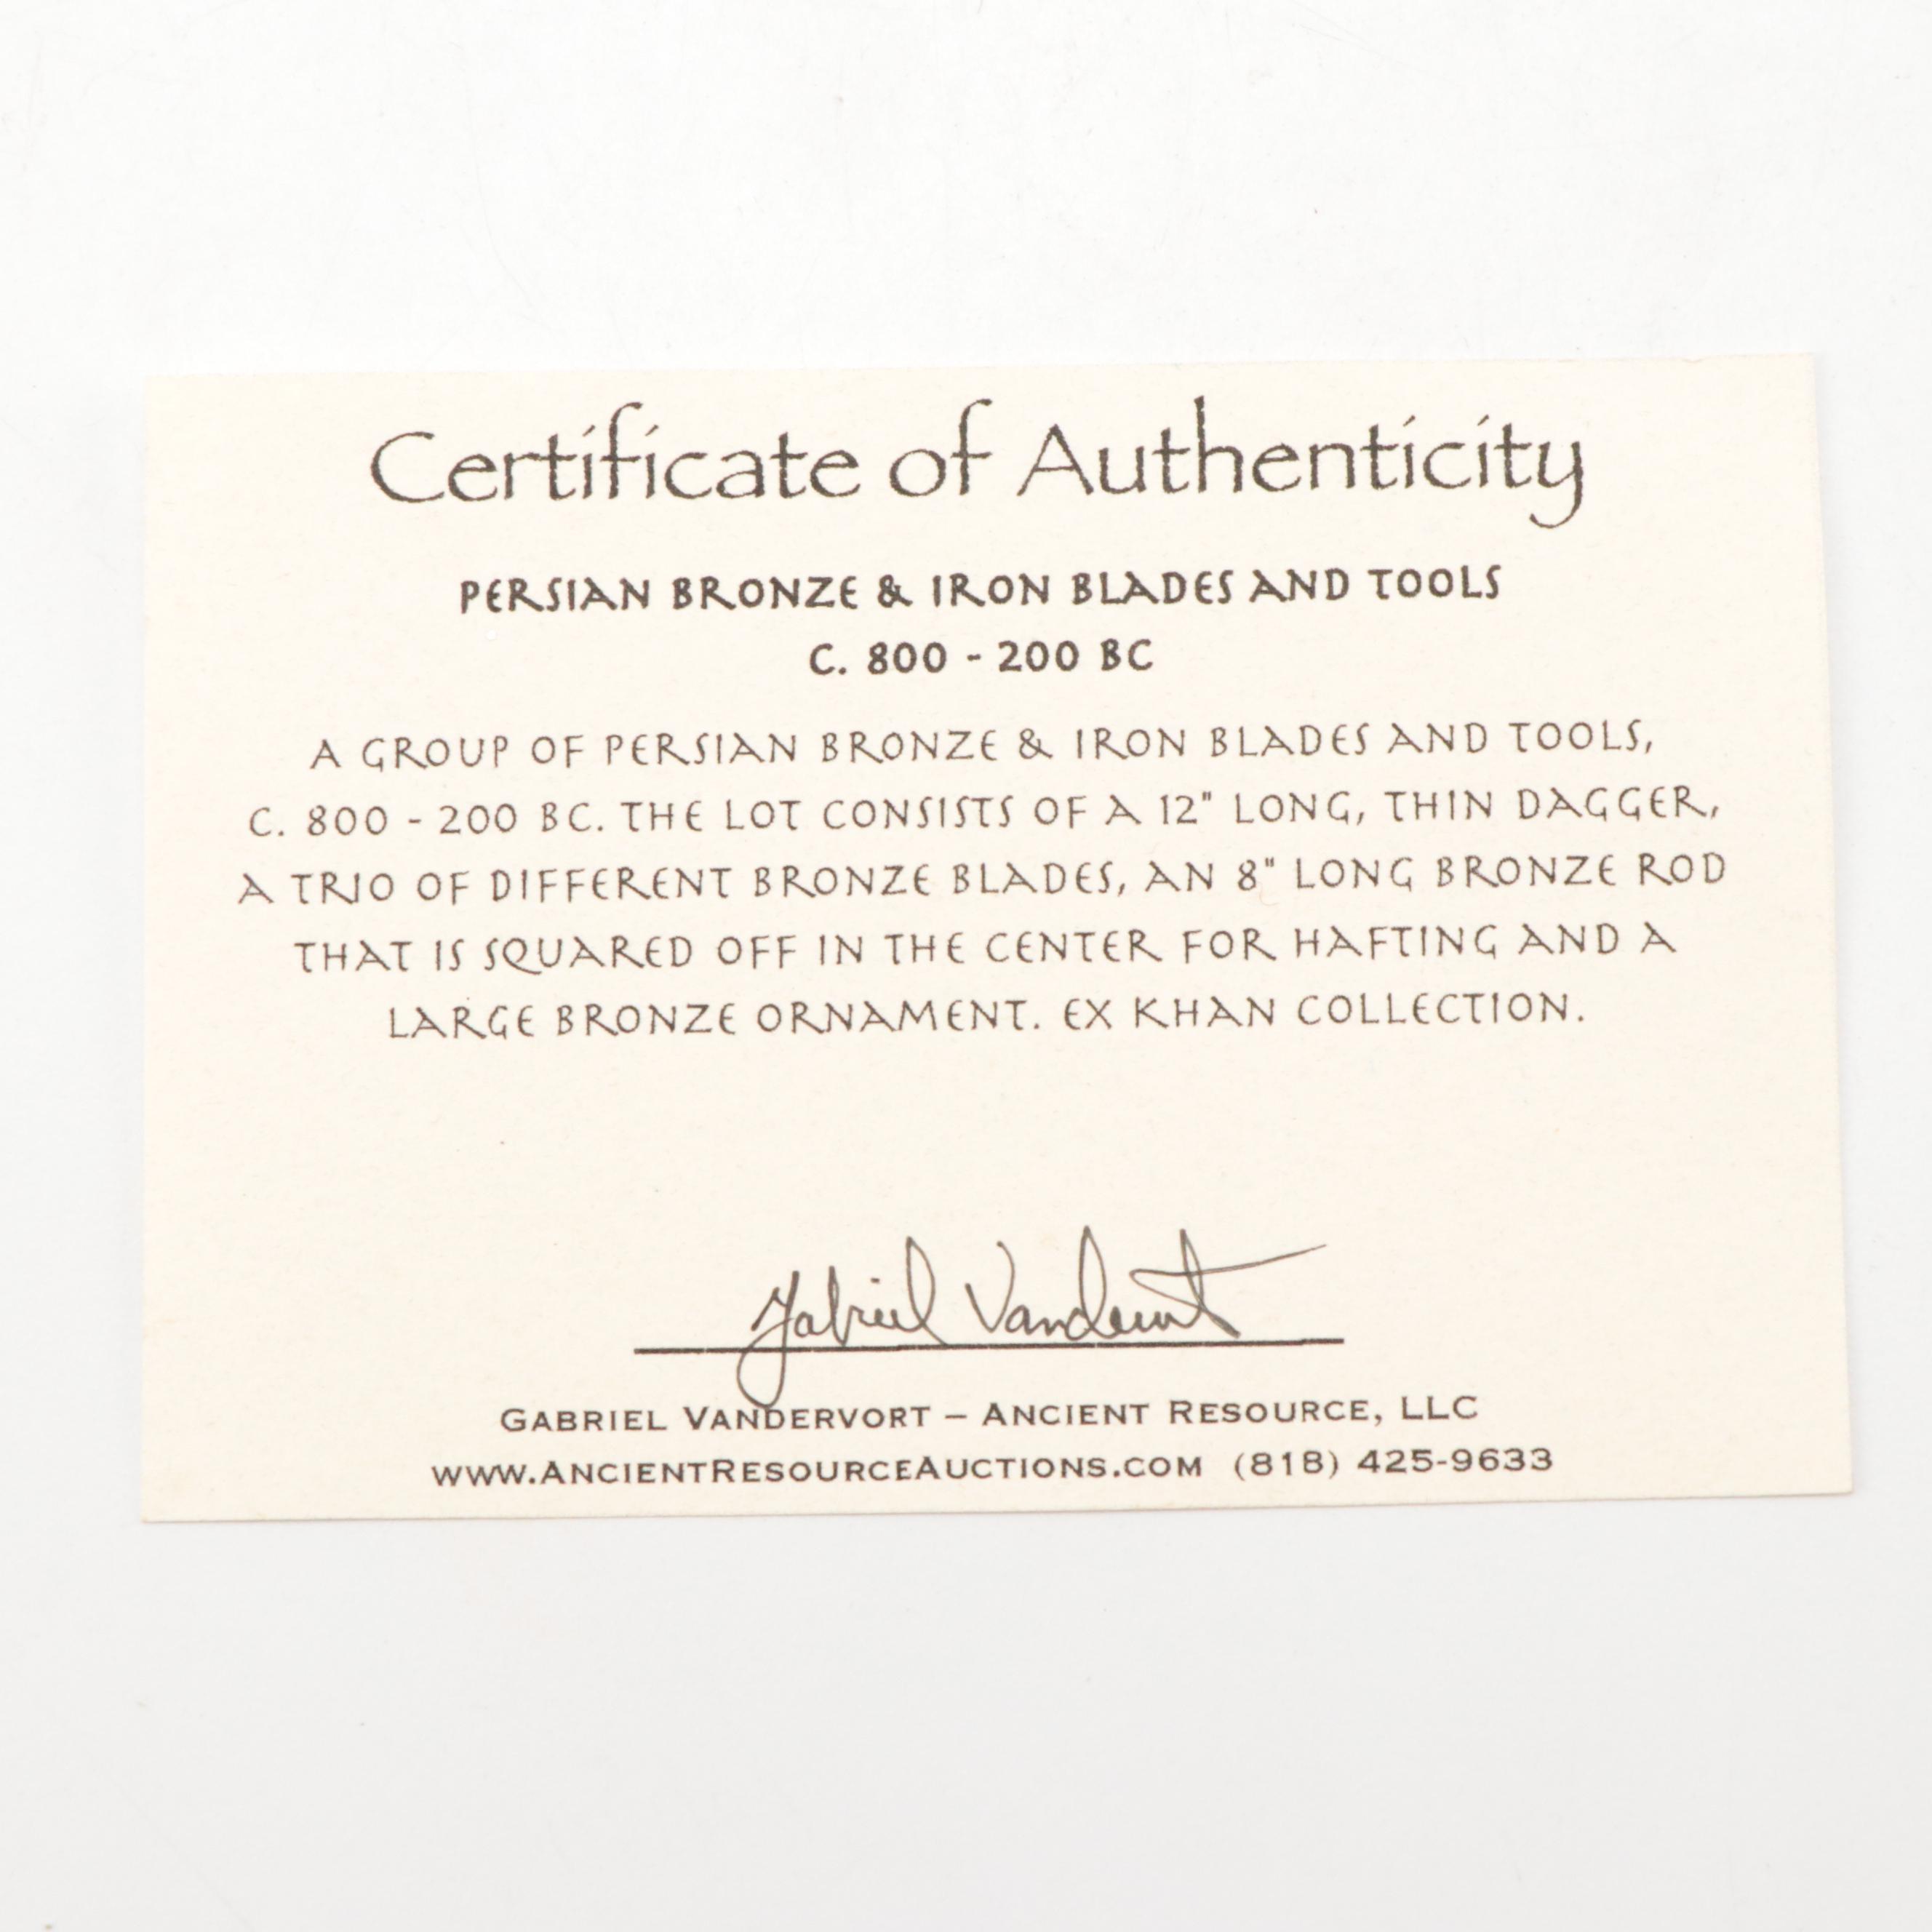 Certificate of Authenticity
PERSIAN BRONZE & IRON BLADES AND TOOLS
C. 800 - 200 BC
A GROUP OF PERSIAN BRONZE & IRON BLADES AND TOOLS,
C. 800 - 200 BC. THE LOT CONSISTS OF A 12" LONG, THIN DAGGER,
A TRIO OF DIFFERENT BRONZE BLADES, AN 8" LONG BRONZE ROD
THAT IS SQUARED OFF IN THE CENTER FOR HAFTING AND A
LARGE BRONZE ORNAMENT. EX KHAN COLLECTION.
Gabriel Vandervort
GABRIEL VANDERVORT – ANCIENT RESOURCE, LLC
WWW.ANCIENTRESOURCEAUCTIONS.COM (818) 425-9633